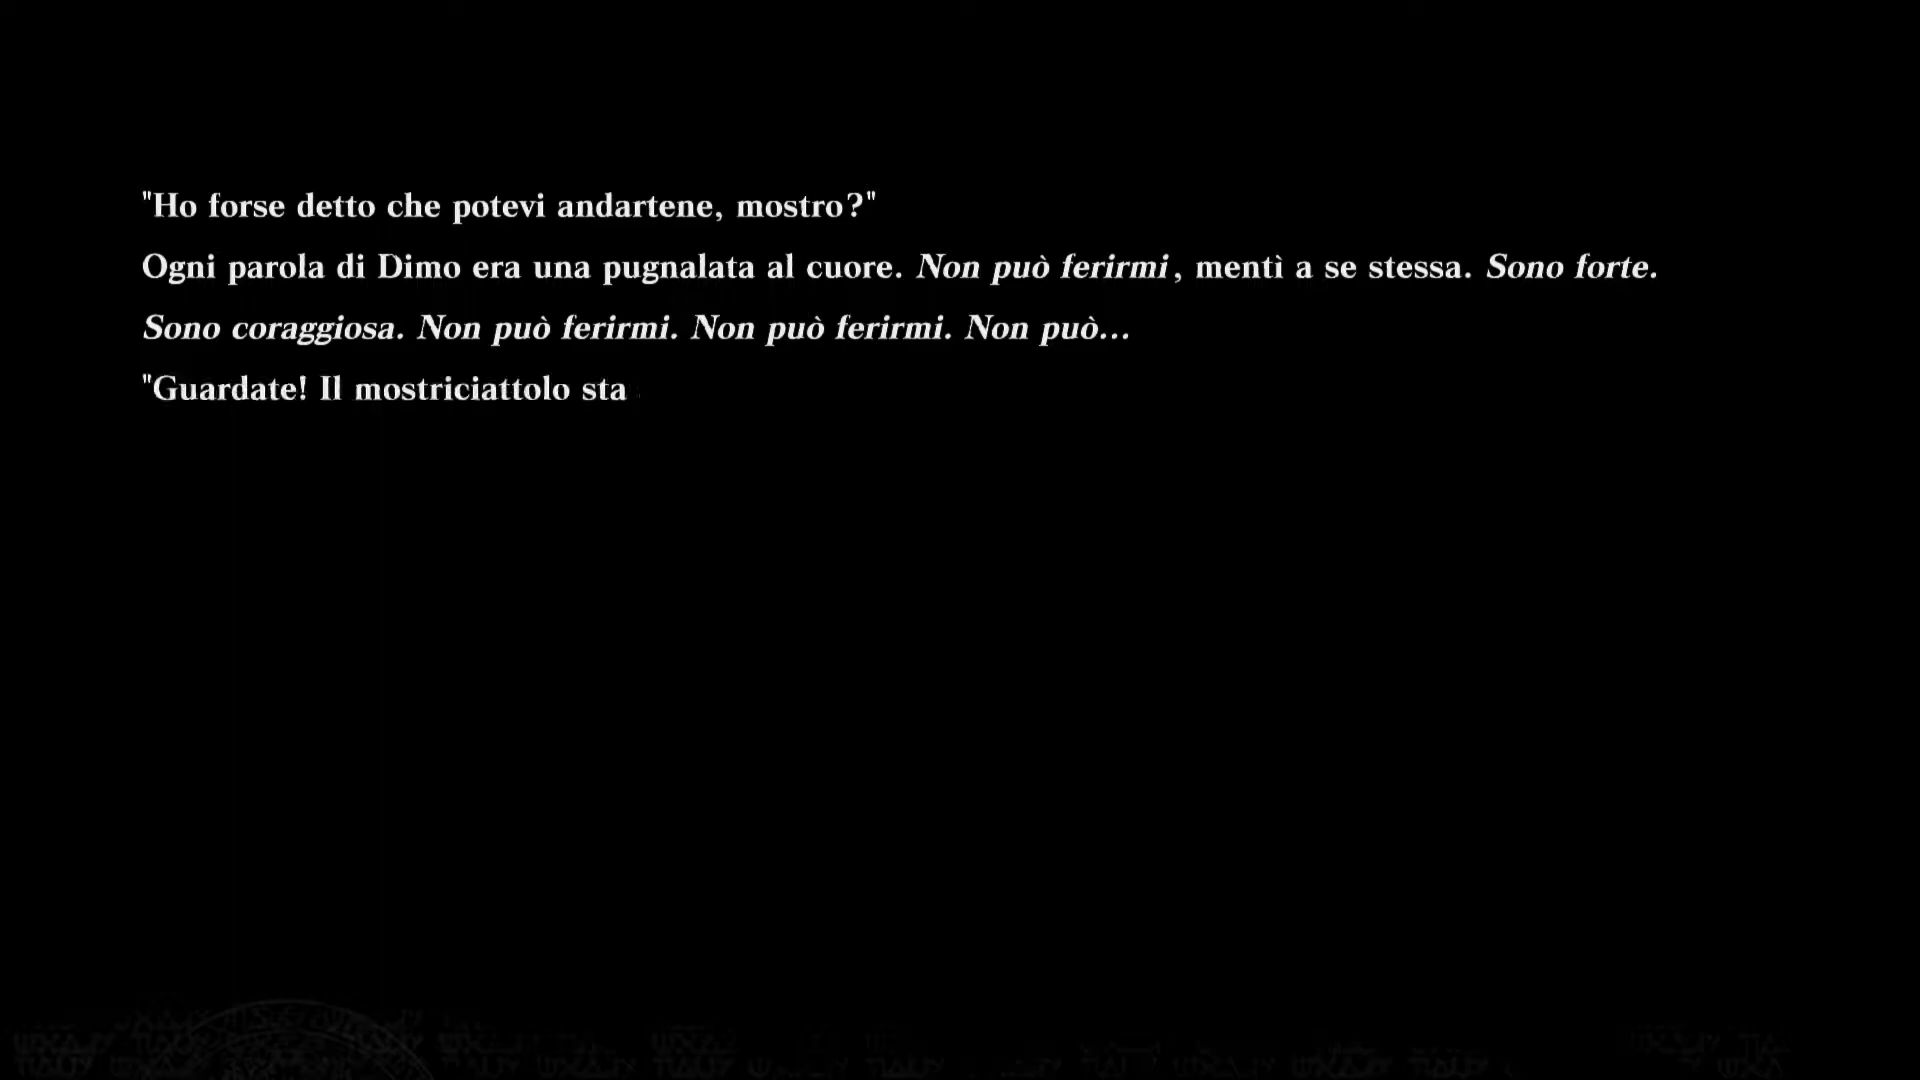 "Ho forse detto che potevi andartene, mostro?"
Ogni parola di Dimo era una pugnalata al cuore. Non può ferirmi, mentì a se stessa. Sono forte.
Sono coraggiosa. Non può ferirmi. Non può ferirmi. Non può...
"Guardate! Il mostriciattolo sta